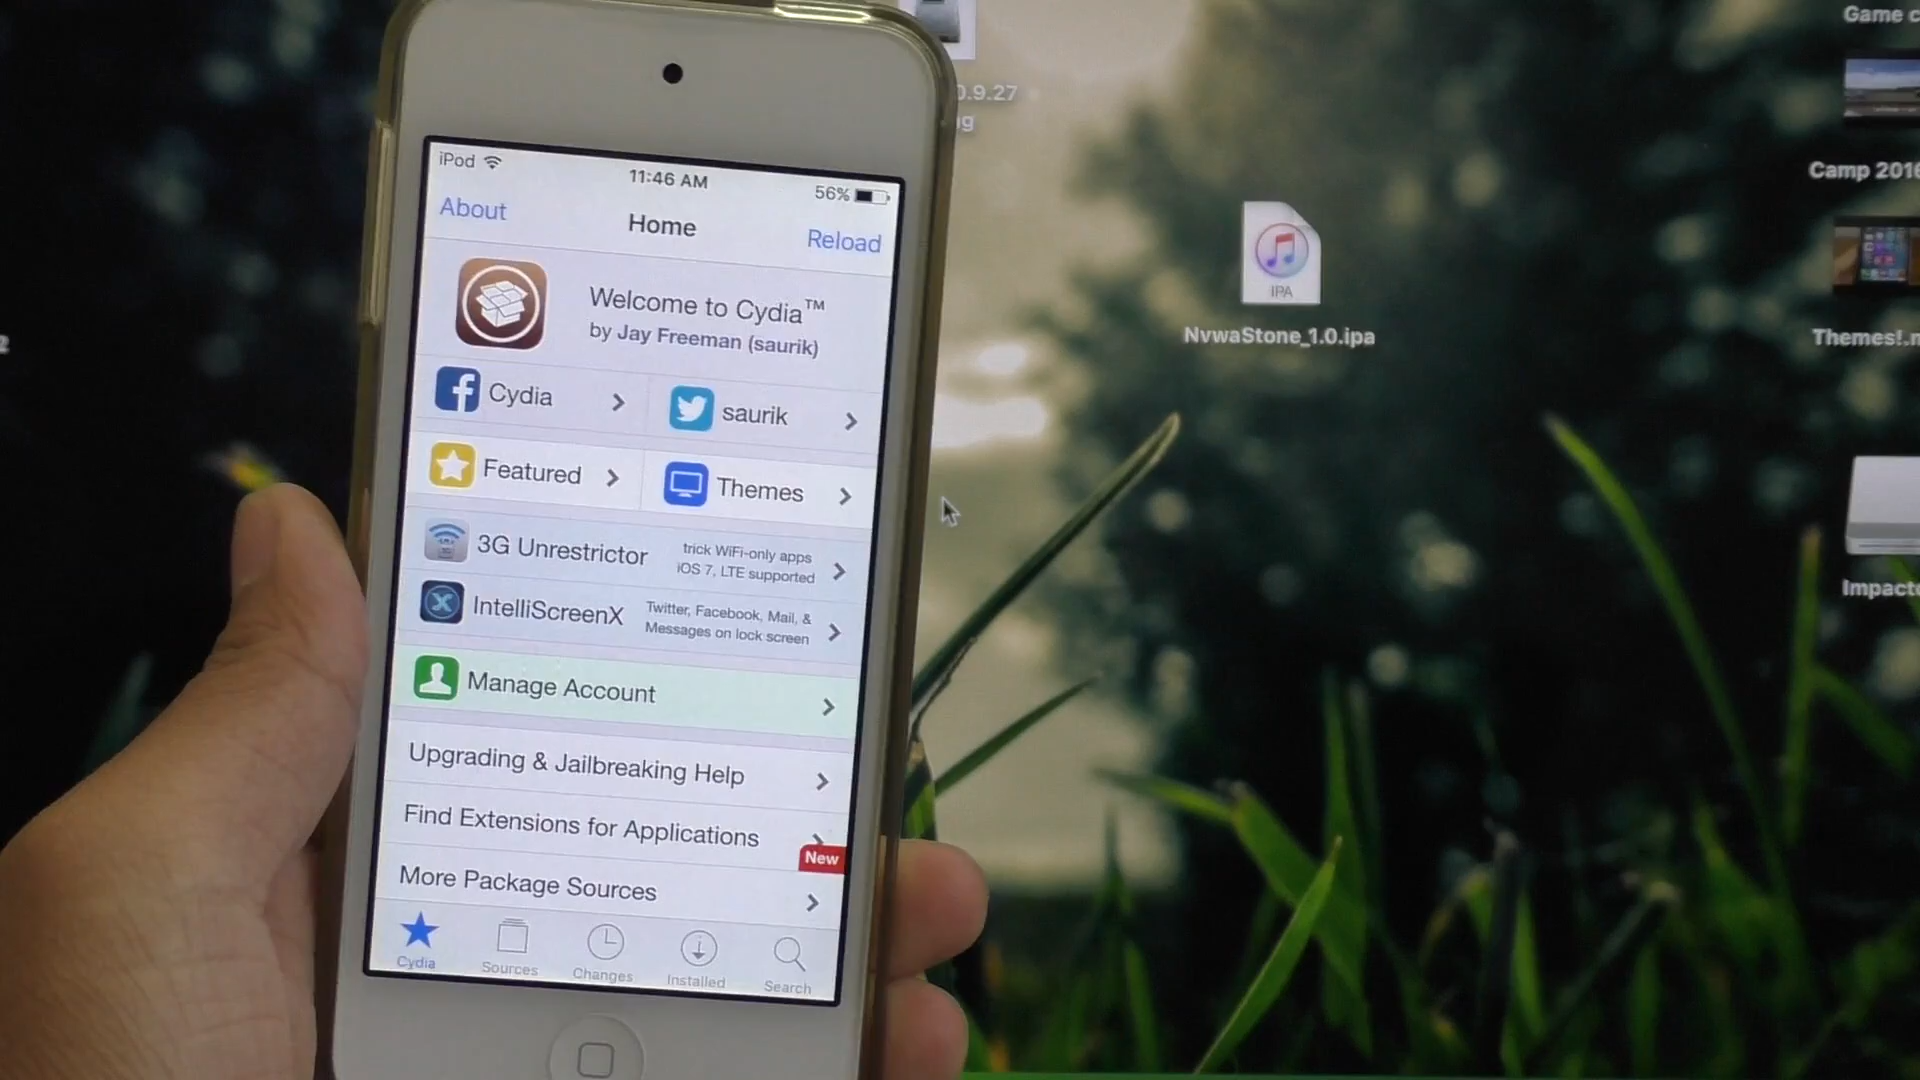 iPod
11:46 AM
56%
About
Home
Reload
Welcome to Cydia™
by Jay Freeman (saurik)
Cydia
saurik
Featured
Themes
3G Unrestrictor
trick WiFi-only apps
iOS 7, LTE supported
IntelliScreenX
Twitter, Facebook, Mail, &
Messages on lock screen
Manage Account
Upgrading & Jailbreaking Help
Find Extensions for Applications
New
More Package Sources
Cydia
Sources
Changes
Installed
Search
0.9.27
IPA
NvwaStone_1.0.ipa
Game c
Camp 2016
Themes!.m
Impacto